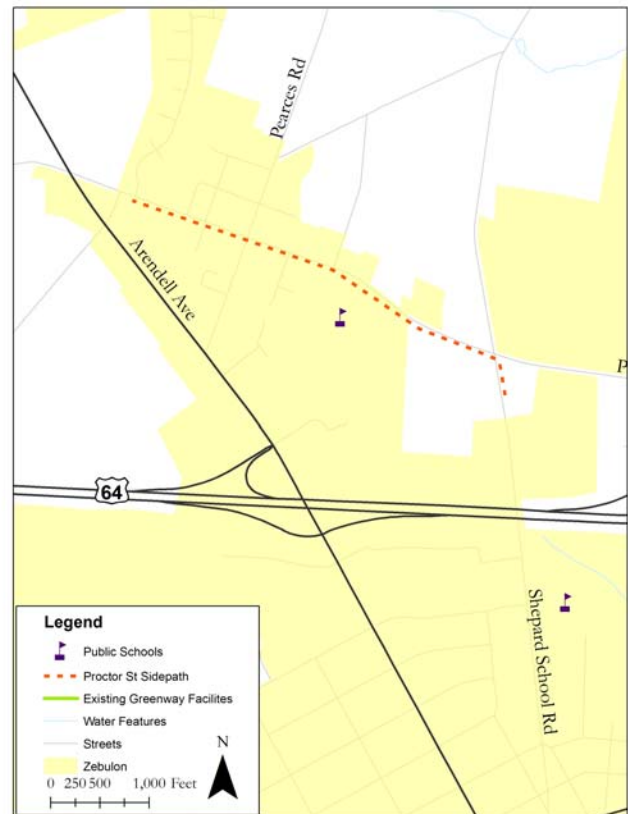 Pearces Rd
Arendell Ave
P
64
Shepard School Rd
Legend
Public Schools
Proctor St Sidepath
Existing Greenway Facilites
Water Features
Streets
Zebulon
N
0 250 500 1,000 Feet